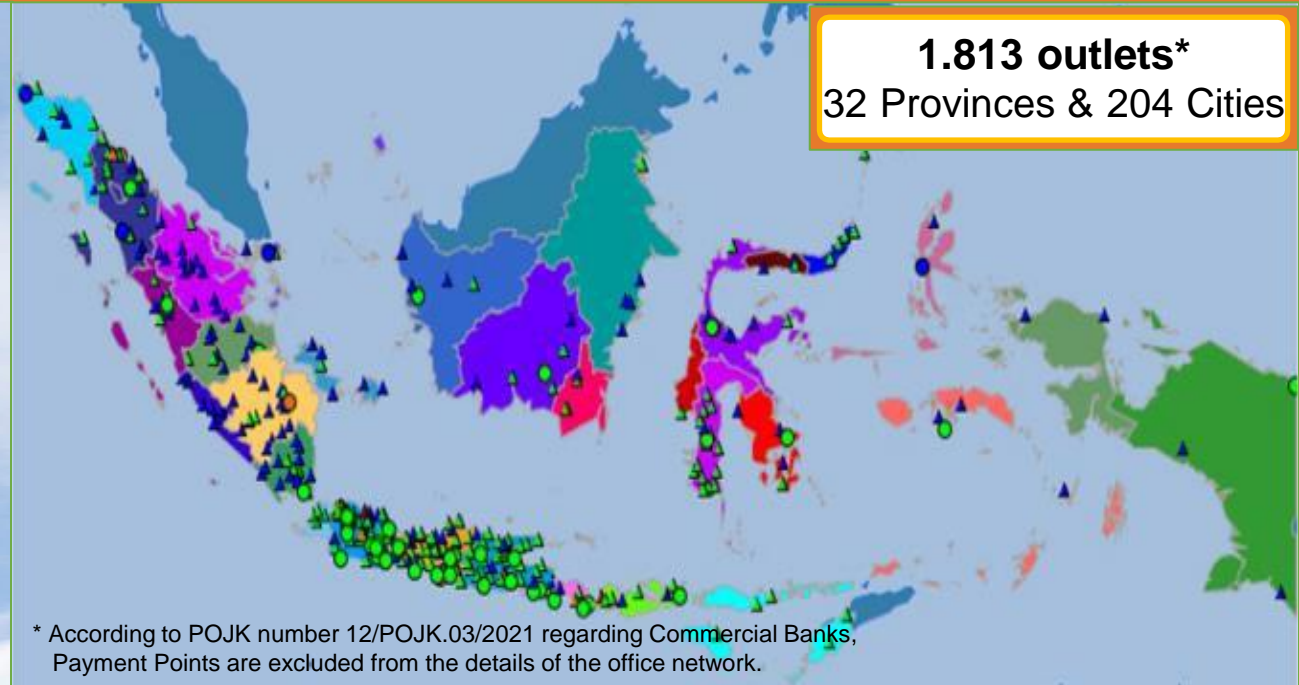 1.813 outlets*
32 Provinces & 204 Cities
* According to POJK number 12/POJK.03/2021 regarding Commercial Banks,
Payment Points are excluded from the details of the office network.